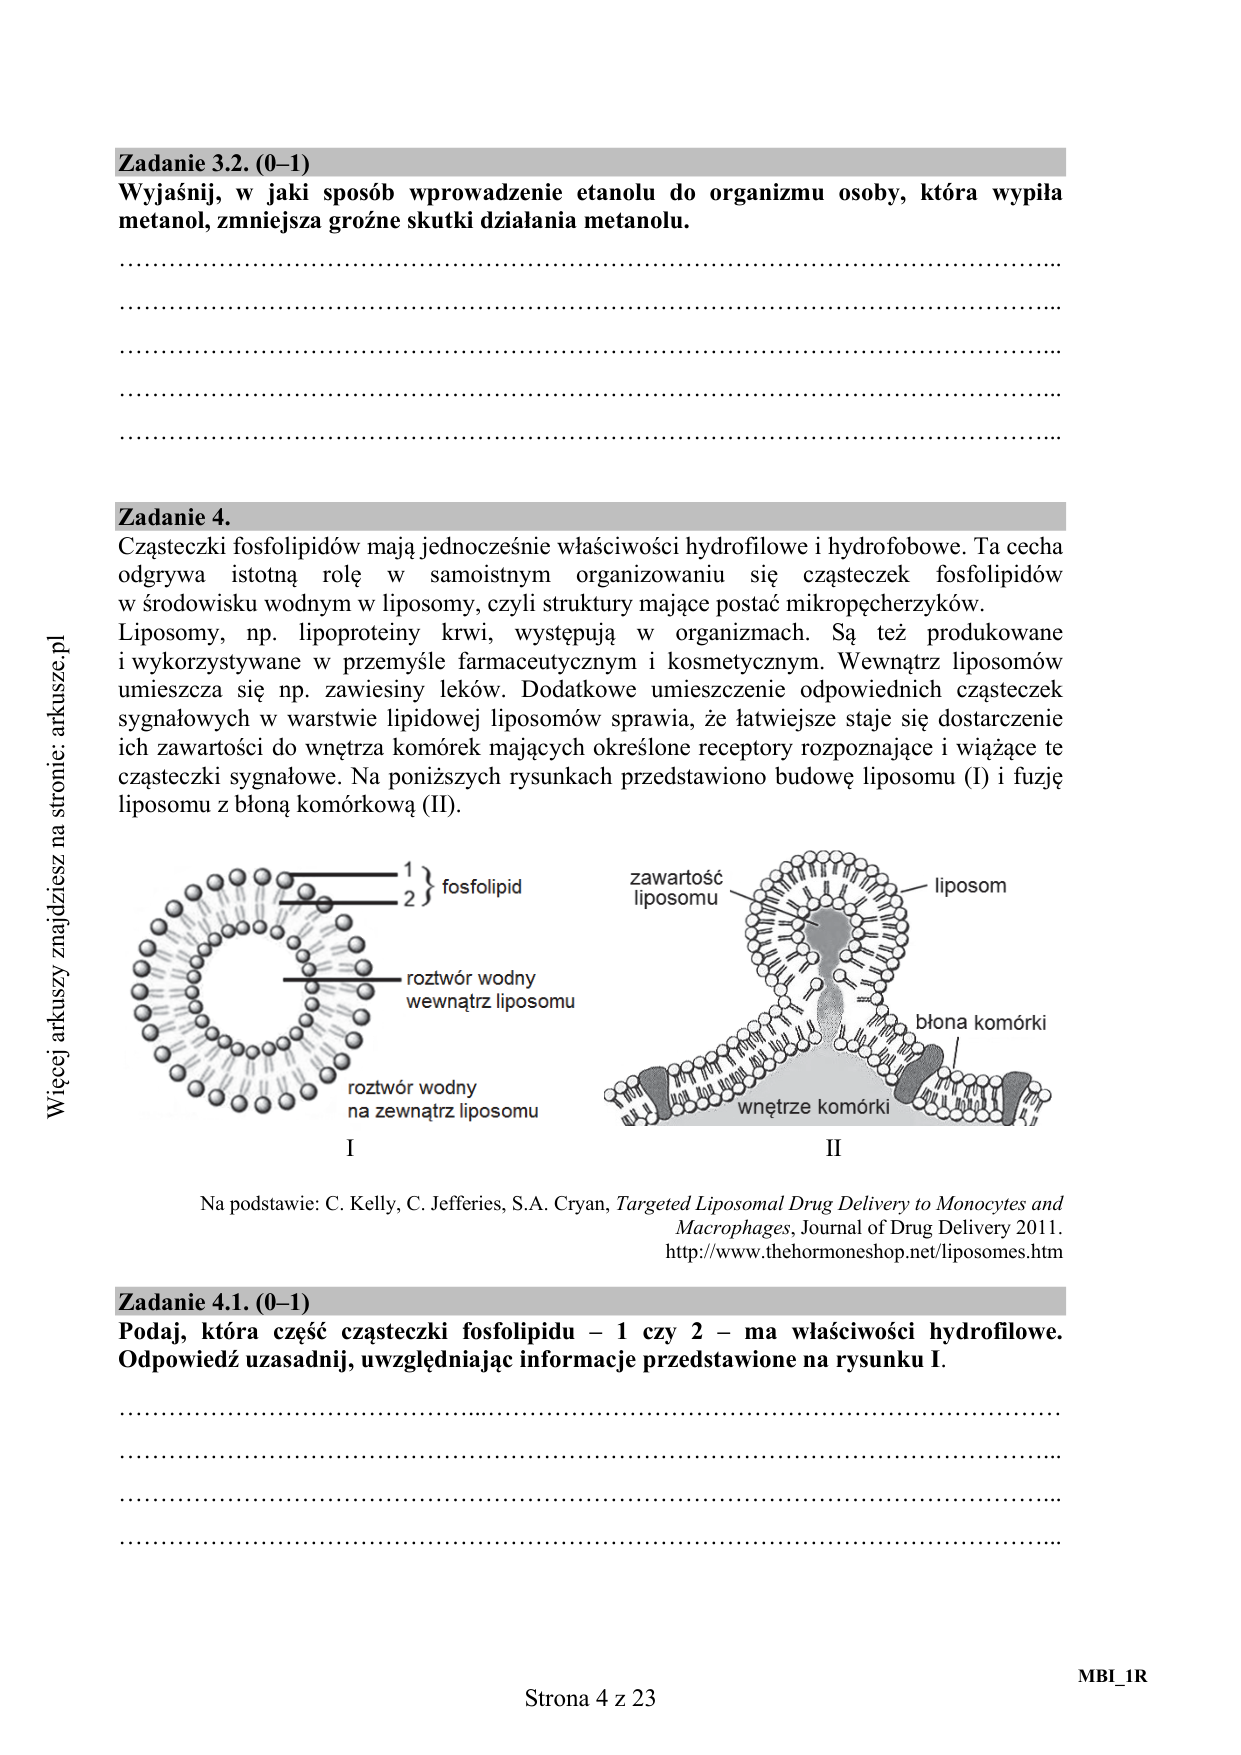 Zadanie 3.2. (0–1)
Wyjaśnij, w jaki sposób wprowadzenie etanolu do organizmu osoby, która wypiła
metanol, zmniejsza groźne skutki działania metanolu.
Zadanie 4.
Cząsteczki fosfolipidów mają jednocześnie właściwości hydrofilowe i hydrofobowe. Ta cecha
odgrywa istotną rolę w samoistnym organizowaniu się cząsteczek fosfolipidów
w środowisku wodnym w liposomy, czyli struktury mające postać mikropęcherzyków.
Liposomy, np. lipoproteiny krwi, występują w organizmach. Są też produkowane
i wykorzystywane w przemyśle farmaceutycznym i kosmetycznym. Wewnątrz liposomów
umieszcza się np. zawiesiny leków. Dodatkowe umieszczenie odpowiednich cząsteczek
sygnałowych w warstwie lipidowej liposomów sprawia, że łatwiejsze staje się dostarczenie
ich zawartości do wnętrza komórek mających określone receptory rozpoznające i wiążące te
cząsteczki sygnałowe. Na poniższych rysunkach przedstawiono budowę liposomu (I) i fuzję
liposomu z błoną komórkową (II).
1
2
fosfolipid
roztwór wodny
wewnątrz liposomu
roztwór wodny
na zewnątrz liposomu
I
zawartość
liposomu
liposom
błona komórki
wnętrze komórki
II
Na podstawie: C. Kelly, C. Jefferies, S.A. Cryan, Targeted Liposomal Drug Delivery to Monocytes and
Macrophages, Journal of Drug Delivery 2011.
http://www.thehormoneshop.net/liposomes.htm
Zadanie 4.1. (0–1)
Podaj, która część cząsteczki fosfolipidu – 1 czy 2 – ma właściwości hydrofilowe.
Odpowiedź uzasadnij, uwzględniając informacje przedstawione na rysunku I.
MBI_1R
Strona 4 z 23
Więcej arkuszy znajdziesz na stronie: arkusze.pl